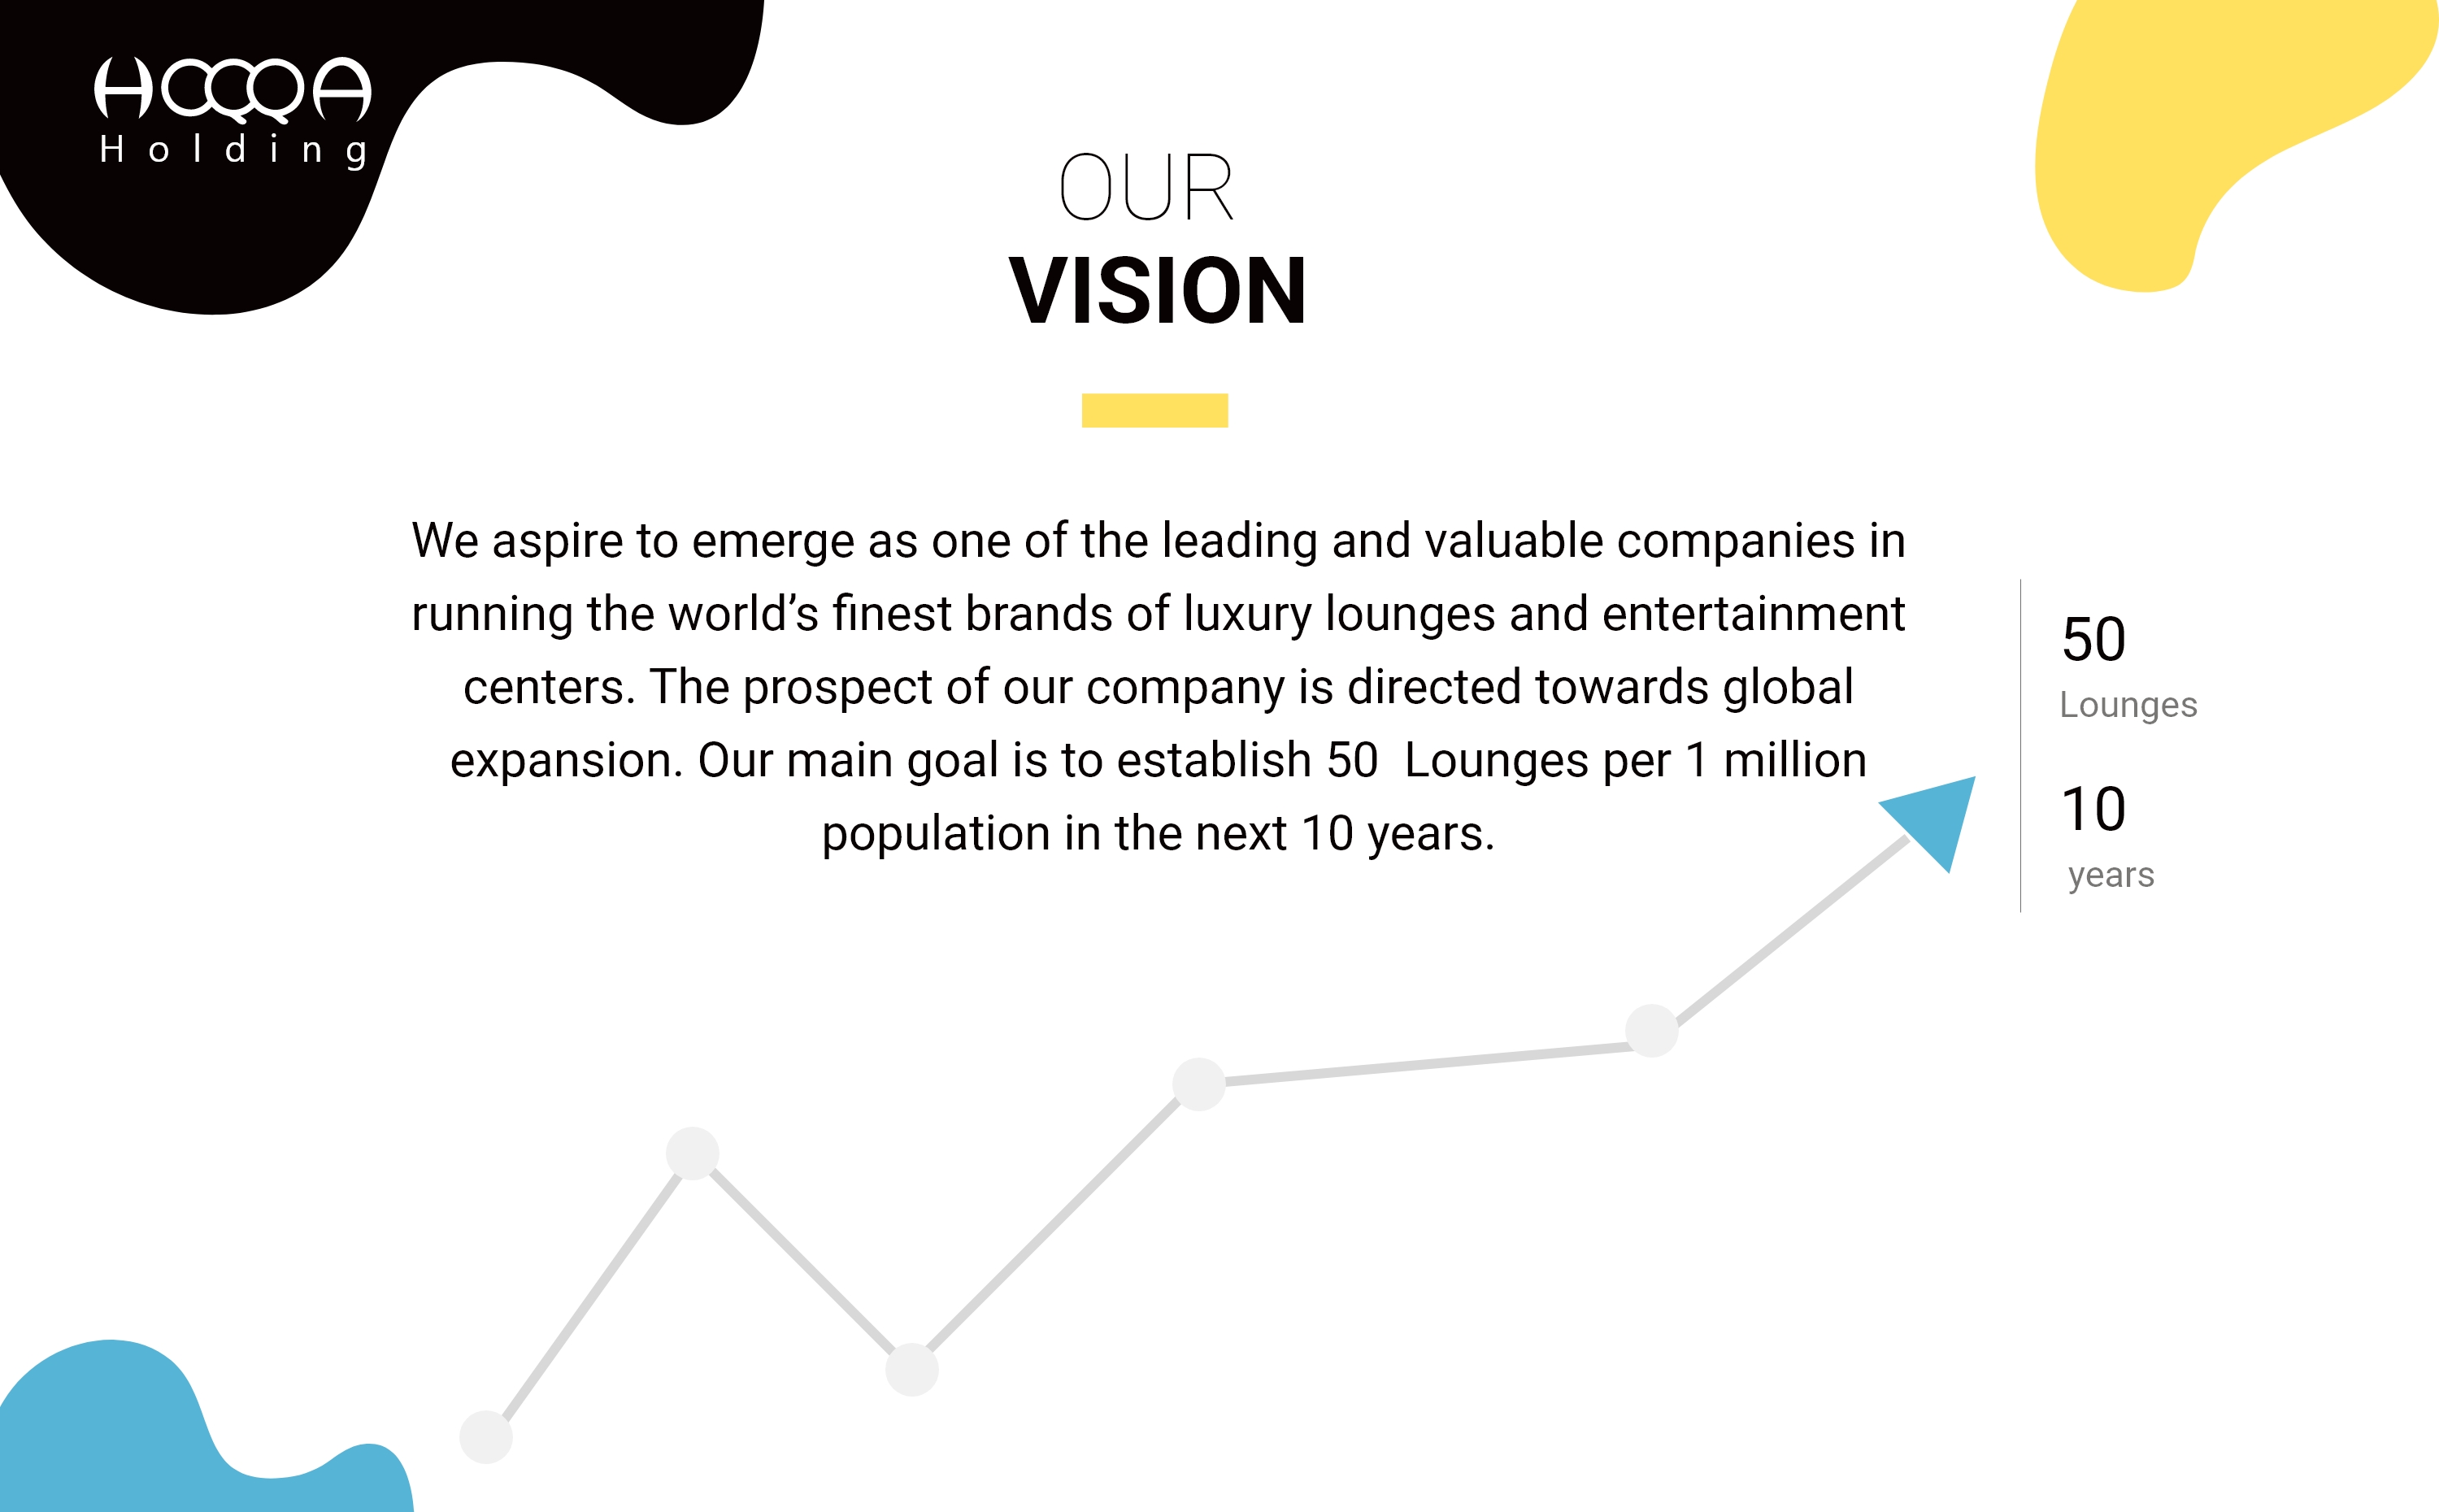 HOQQA
Holding
OUR
VISION
We aspire to emerge as one of the leading and valuable companies in
running the world’s finest brands of luxury lounges and entertainment
centers. The prospect of our company is directed towards global
expansion. Our main goal is to establish 50  Lounges per 1 million
population in the next 10 years.
50
Lounges
10
years